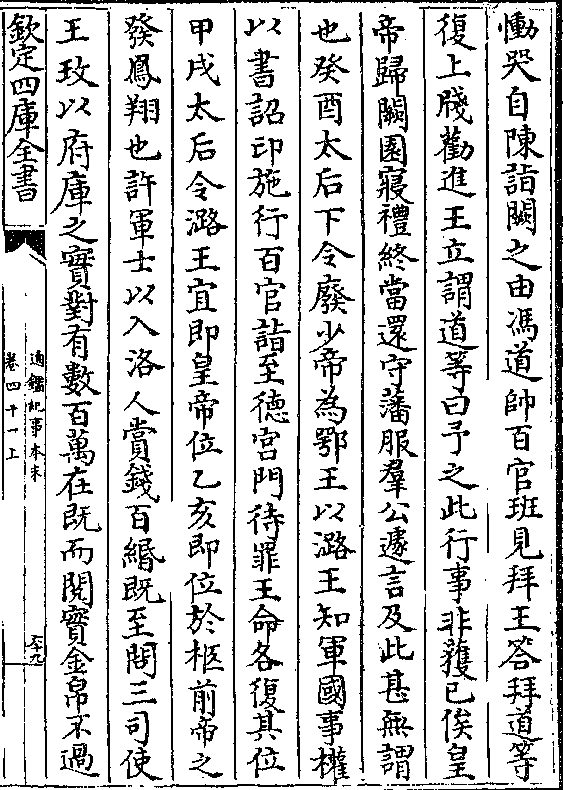 慟哭自陳詣闕之由馮道帥百官班見拜王答拜道等
復上牋勸進王立謂道等曰予之此行事非獲已俟皇
帝歸闕園寢禮終當還守藩服羣公遽言及此甚無謂
也癸酉太后下令廢少帝為鄂王以潞王知軍國事權
以書詔印施行百官詣至德宮門待罪王命各復其位
甲戌太后令潞王宜即皇帝位乙亥即位於柩前帝之
發鳳翔也許軍士以入洛人賞錢百緡既至問三司使
王玫以府庫之實對有數百萬在既而閱實金帛不過
欽定四庫全書
通鑑紀事本末
卷四十一上
六十九